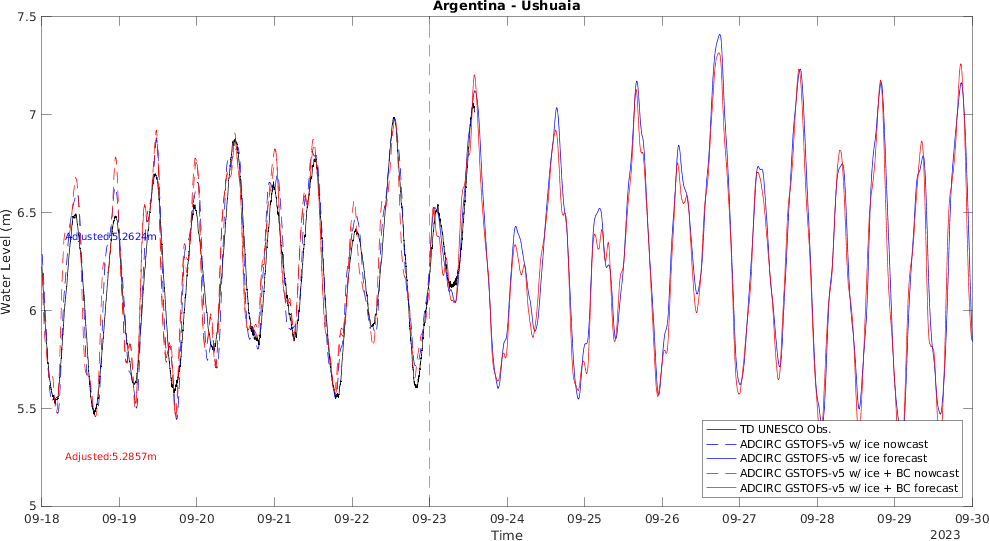 Argentina - Ushuaia
7.5
7
6.5
6
5.5
5
Water Level (m)
Adjusted:5.2624m
Adjusted:5.2857m
TD UNESCO Obs.
ADCIRC GSTOFS-v5 w/ ice nowcast
ADCIRC GSTOFS-v5 w/ ice forecast
ADCIRC GSTOFS-v5 w/ ice + BC nowcast
ADCIRC GSTOFS-v5 w/ ice + BC forecast
09-18 09-19 09-20 09-21 09-22 09-23 09-24 09-25 09-26 09-27 09-28 09-29 09-30
Time
2023